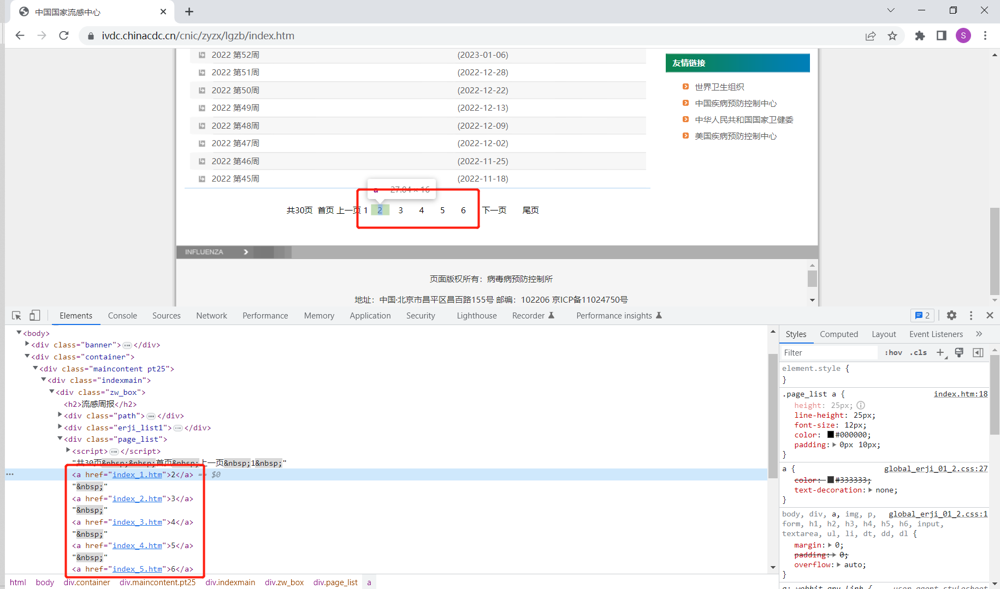 中国国家流感中心
ivdc.chinacdc.cn/cnic/zyzx/lgzb/index.htm
S
2022 第52周 (2023-01-06)
2022 第51周 (2022-12-28)
2022 第50周 (2022-12-22)
2022 第49周 (2022-12-13)
2022 第48周 (2022-12-09)
2022 第47周 (2022-12-02)
2022 第46周 (2022-11-25)
2022 第45周 (2022-11-18)
友情链接
世界卫生组织
中国疾病预防控制中心
中华人民共和国国家卫健委
美国疾病预防控制中心
a 27.04 × 16
共30页 首页 上一页 1 2 3 4 5 6 下一页 尾页
INFLUENZA
页面版权所有：病毒病预防控制所
地址：中国·北京市昌平区昌百路155号 邮编：102206 京ICP备11024750号
Elements Console Sources Network Performance Memory Application Security Lighthouse Recorder Performance insights 2
<body>
<div class="banner">…</div>
<div class="container">
<div class="maincontent pt25">
<div class="indexmain">
<div class="zw_box">
<h2>流感周报</h2>
<div class="path">…</div>
<div class="erji_list1">…</div>
<div class="page_list">
<script>…</script>
"共30页&nbsp;&nbsp;首页&nbsp;上一页&nbsp;1&nbsp;"
<a href="index_1.htm">2</a> == $0
"&nbsp;"
<a href="index_2.htm">3</a>
"&nbsp;"
<a href="index_3.htm">4</a>
"&nbsp;"
<a href="index_4.htm">5</a>
"&nbsp;"
<a href="index_5.htm">6</a>
html body div.container div.maincontent.pt25 div.indexmain div.zw_box div.page_list a
Styles Computed Layout Event Listeners
Filter :hov .cls
element.style {
}
.page_list a { index.htm:18
height: 25px;
line-height: 25px;
font-size: 12px;
color: #000000;
padding: 0px 10px;
}
a { global_erji_01_2.css:27
color: #333333;
text-decoration: none;
}
body, div, a, img, p, global_erji_01_2.css:1
form, h1, h2, h3, h4, h5, h6, input,
textarea, ul, li, dt, dd, dl {
margin: 0;
padding: 0;
overflow: auto;
}
a:-webkit-any-link { user agent stylesheet